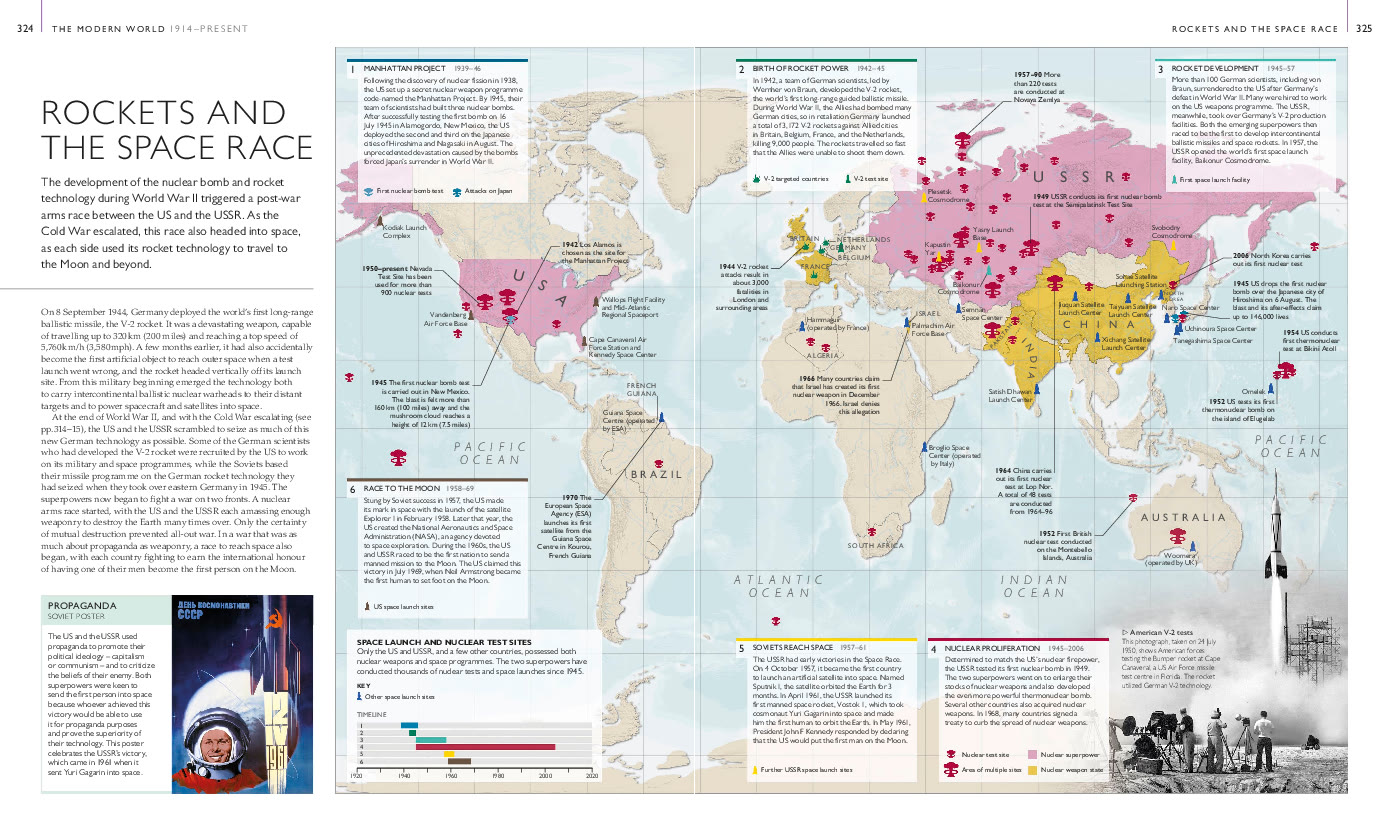 324 THE MODERN WORLD 1914–PRESENT
ROCKETS AND THE SPACE RACE 325
ROCKETS AND
THE SPACE RACE
The development of the nuclear bomb and rocket
technology during World War II triggered a post-war
arms race between the US and the USSR. As the
Cold War escalated, this race also headed into space,
as each side used its rocket technology to travel to
the Moon and beyond.
On 8 September 1944, Germany deployed the world's first long-range
ballistic missile, the V-2 rocket. It was a devastating weapon, capable
of travelling up to 320 km (200 miles) and reaching a top speed of
5,760km/h (3,580mph). A few months earlier, it had also accidentally
become the first artificial object to reach outer space when a test
launch went wrong, and the rocket headed vertically off its launch
site. From this military beginning emerged the technology both
to carry intercontinental ballistic nuclear warheads to their distant
targets and to power spacecraft and satellites into space.
At the end of World War II, and with the Cold War escalating (see
pp.314–15), the US and the USSR scrambled to seize as much of this
new German technology as possible. Some of the German scientists
who had developed the V-2 rocket were recruited by the US to work
on its military and space programmes, while the Soviets based
their missile programme on the German rocket technology they
had seized when they took over eastern Germany in 1945. The
superpowers now began to fight a war on two fronts. A nuclear
arms race started, with the US and the USSR each amassing enough
weaponry to destroy the Earth many times over. Only the certainty
of mutual destruction prevented all-out war. In a war that was as
much about propaganda as weaponry, a race to reach space also
began, with each country fighting to earn the international honour
of having one of their men become the first person on the Moon.
PROPAGANDA
SOVIET POSTER
The US and the USSR used
propaganda to promote their
political ideology – capitalism
or communism – and to criticize
the beliefs of their enemy. Both
superpowers were keen to
send the first person into space
because whoever achieved this
victory would be able to use
it for propaganda purposes
and prove the superiority of
their technology. This poster
celebrates the USSR's victory,
which came in 1961 when it
sent Yuri Gagarin into space.
ДЕНЬ КОСМОНАВТИКИ
СССР
12
1961
1 MANHATTAN PROJECT 1939–46
Following the discovery of nuclear fission in 1938,
the US set up a secret nuclear weapon programme
code-named the Manhattan Project. By 1945, their
team of scientists had built three nuclear bombs.
After successfully testing the first bomb on 16
July 1945 in Alamogordo, New Mexico, the US
deployed the second and third on the Japanese
cities of Hiroshima and Nagasaki in August. The
unprecedented devastation caused by the bombs
forced Japan's surrender in World War II.
First nuclear bomb test
Attacks on Japan
2 BIRTH OF ROCKET POWER 1942–45
In 1942, a team of German scientists, led by
Wernher von Braun, developed the V-2 rocket,
the world's first long-range guided ballistic missile.
During World War II, the Allies had bombed many
German cities, so in retaliation Germany launched
a total of 3,172 V-2 rockets against Allied cities
in Britain, Belgium, France, and the Netherlands,
killing 9,000 people. The rockets travelled so fast
that the Allies were unable to shoot them down.
V-2 targeted countries
V-2 test site
3 ROCKET DEVELOPMENT 1945–57
More than 100 German scientists, including von
Braun, surrendered to the US after Germany's
defeat in World War II. Many were hired to work
on the US weapons programme. The USSR,
meanwhile, took over Germany's V-2 production
facilities. Both the emerging superpowers then
raced to be the first to develop intercontinental
ballistic missiles and space rockets. In 1957, the
USSR opened the world's first space launch
facility, Baikonur Cosmodrome.
First space launch facility
1957–90 More
than 220 tests
are conducted at
Novaya Zemlya
USSR
Plesetsk
Cosmodrome
1949 USSR conducts its first nuclear bomb
test at the Semipalatinsk Test Site
Kodiak Launch
Complex
1942 Los Alamos is
chosen as the site for
the Manhattan Project
1950–present Nevada
Test Site has been
used for more than
900 nuclear tests
USA
Vandenberg
Air Force Base
Wallops Flight Facility
and Mid-Atlantic
Regional Spaceport
Cape Canaveral Air
Force Station and
Kennedy Space Center
1945 The first nuclear bomb test
is carried out in New Mexico.
The blast is felt more than
160 km (100 miles) away and the
mushroom cloud reaches a
height of 12 km (7.5 miles)
FRENCH
GUIANA
Guiana Space
Centre (operated
by ESA)
PACIFIC
OCEAN
BRAZIL
1970 The
European Space
Agency (ESA)
launches its first
satellite from the
Guiana Space
Centre in Kourou,
French Guiana
BRITAIN
NETHERLANDS
GERMANY
BELGIUM
FRANCE
1944 V-2 rocket
attacks result in
about 3,000
fatalities in
London and
surrounding areas
Kapustin
Yar
Yasny Launch
Base
Baikonur
Cosmodrome
Svobodny
Cosmodrome
Hammaguir
(operated by France)
ALGERIA
ISRAEL
Palmachim Air
Force Base
Semnan
Space Center
1966 Many countries claim
that Israel has created its first
nuclear weapon in December
1966. Israel denies
this allegation
PAKISTAN
INDIA
Satish Dhawan
Launch Center
CHINA
Jiuquan Satellite
Launch Center
Taiyuan Satellite
Launch Center
Xichang Satellite
Launch Center
Sohae Satellite
Launching Station
NORTH
KOREA
Naro Space Center
Uchinoura Space Center
Tanegashima Space Center
2006 North Korea carries
out its first nuclear test
1945 US drops the first nuclear
bomb over the Japanese city of
Hiroshima on 6 August. The
blast and its after-effects claim
up to 146,000 lives
1954 US conducts
first thermonuclear
test at Bikini Atoll
Omelek
1952 US tests its first
thermonuclear bomb on
the island of Elugelab
PACIFIC
OCEAN
Broglio Space
Center (operated
by Italy)
1964 China carries
out its first nuclear
test at Lop Nor.
A total of 48 tests
are conducted
from 1964–96
1952 First British
nuclear test conducted
on the Montebello
Islands, Australia
AUSTRALIA
Woomera
(operated by UK)
SOUTH AFRICA
ATLANTIC
OCEAN
INDIAN
OCEAN
6 RACE TO THE MOON 1958–69
Stung by Soviet success in 1957, the US made
its mark in space with the launch of the satellite
Explorer 1 in February 1958. Later that year, the
US created the National Aeronautics and Space
Administration (NASA), an agency devoted
to space exploration. During the 1960s, the US
and USSR raced to be the first nation to send a
manned mission to the Moon. The US claimed this
victory in July 1969, when Neil Armstrong became
the first human to set foot on the Moon.
US space launch sites
SPACE LAUNCH AND NUCLEAR TEST SITES
Only the US and USSR, and a few other countries, possessed both
nuclear weapons and space programmes. The two superpowers have
conducted thousands of nuclear tests and space launches since 1945.
KEY
Other space launch sites
TIMELINE
1
2
3
4
5
6
1920 1940 1960 1980 2000 2020
5 SOVIETS REACH SPACE 1957–61
The USSR had early victories in the Space Race.
On 4 October 1957, it became the first country
to launch an artificial satellite into space. Named
Sputnik 1, the satellite orbited the Earth for 3
months. In April 1961, the USSR launched its
first manned space rocket, Vostok 1, which took
cosmonaut Yuri Gagarin into space and made
him the first human to orbit the Earth. In May 1961,
President John F Kennedy responded by declaring
that the US would put the first man on the Moon.
Further USSR space launch sites
4 NUCLEAR PROLIFERATION 1945–2006
Determined to match the US's nuclear firepower,
the USSR tested its first nuclear bomb in 1949.
The two superpowers went on to enlarge their
stocks of nuclear weapons and also developed
the even more powerful thermonuclear bomb.
Several other countries also acquired nuclear
weapons. In 1968, many countries signed a
treaty to curb the spread of nuclear weapons.
Nuclear test site
Nuclear superpower
Area of multiple sites
Nuclear weapon state
▷ American V-2 tests
This photograph, taken on 24 July
1950, shows American forces
testing the Bumper rocket at Cape
Canaveral, a US Air Force missile
test centre in Florida. The rocket
utilized German V-2 technology.